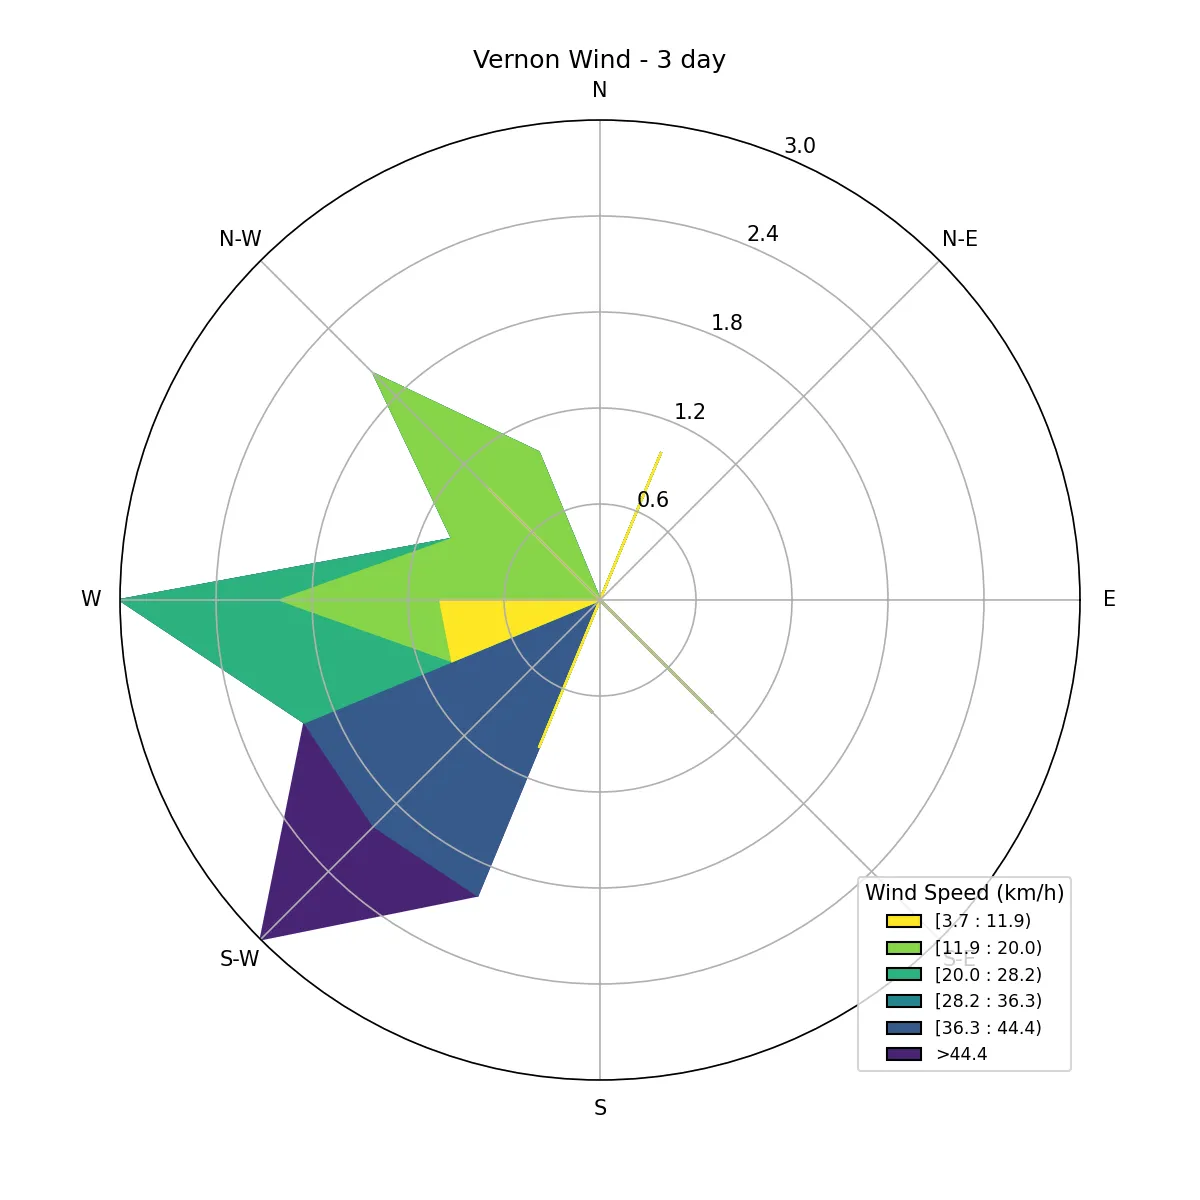 Vernon Wind - 3 day
N
3.0
N-W
2.4
N-E
1.8
1.2
0.6
W
E
S-W
S-E
S
Wind Speed (km/h)
[3.7 : 11.9)
[11.9 : 20.0)
[20.0 : 28.2)
[28.2 : 36.3)
[36.3 : 44.4)
>44.4